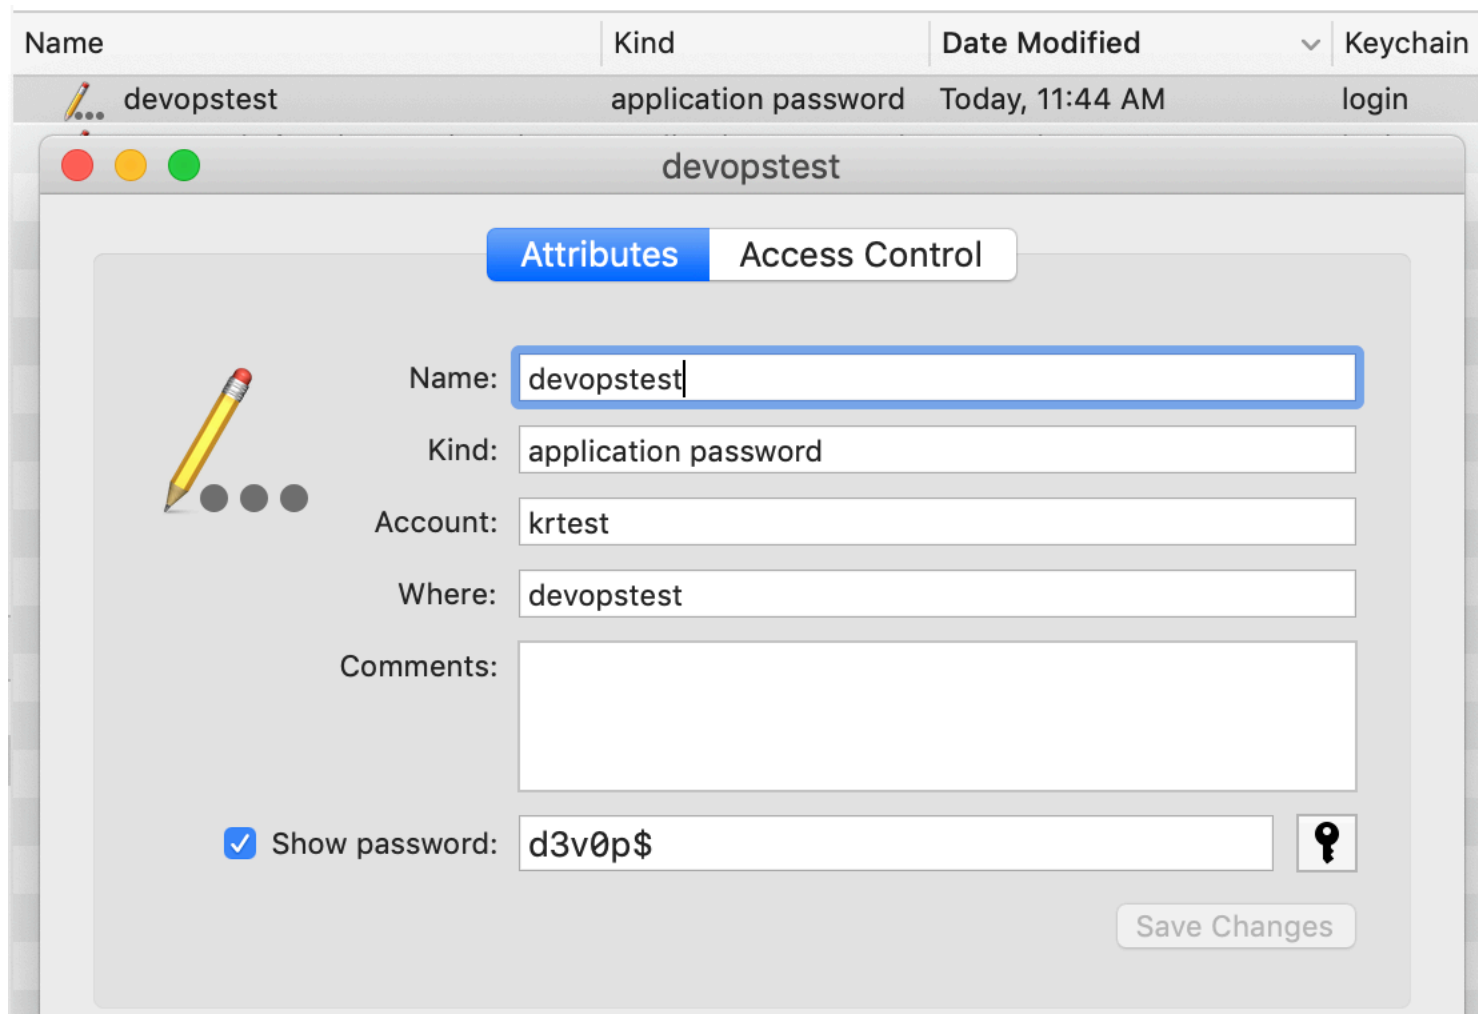 Name Kind Date Modified Keychain
devopstest application password Today, 11:44 AM login
devopstest
Attributes Access Control
Name: devopstest
Kind: application password
Account: krtest
Where: devopstest
Comments:
Show password: d3v0p$
Save Changes